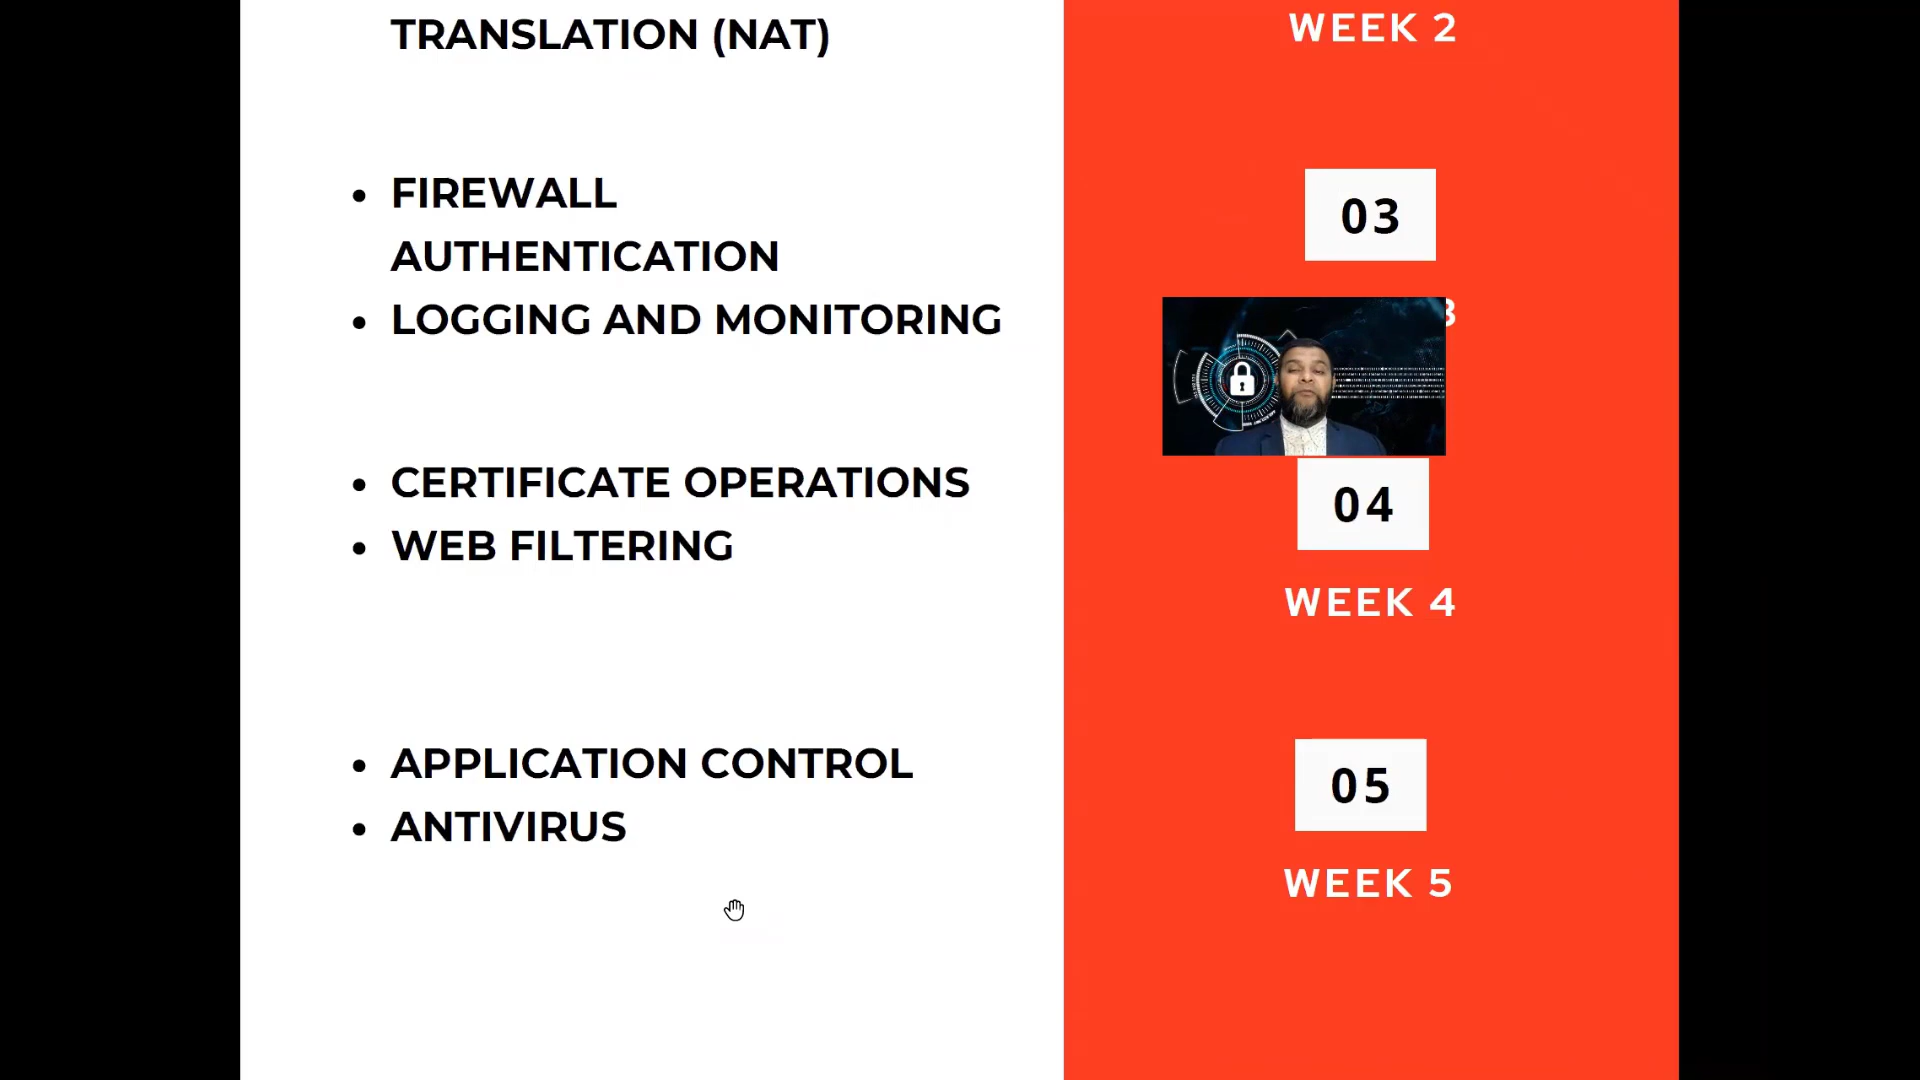 TRANSLATION (NAT)
WEEK 2
• FIREWALL
AUTHENTICATION
• LOGGING AND MONITORING
03
3
• CERTIFICATE OPERATIONS
• WEB FILTERING
04
WEEK 4
• APPLICATION CONTROL
• ANTIVIRUS
05
WEEK 5